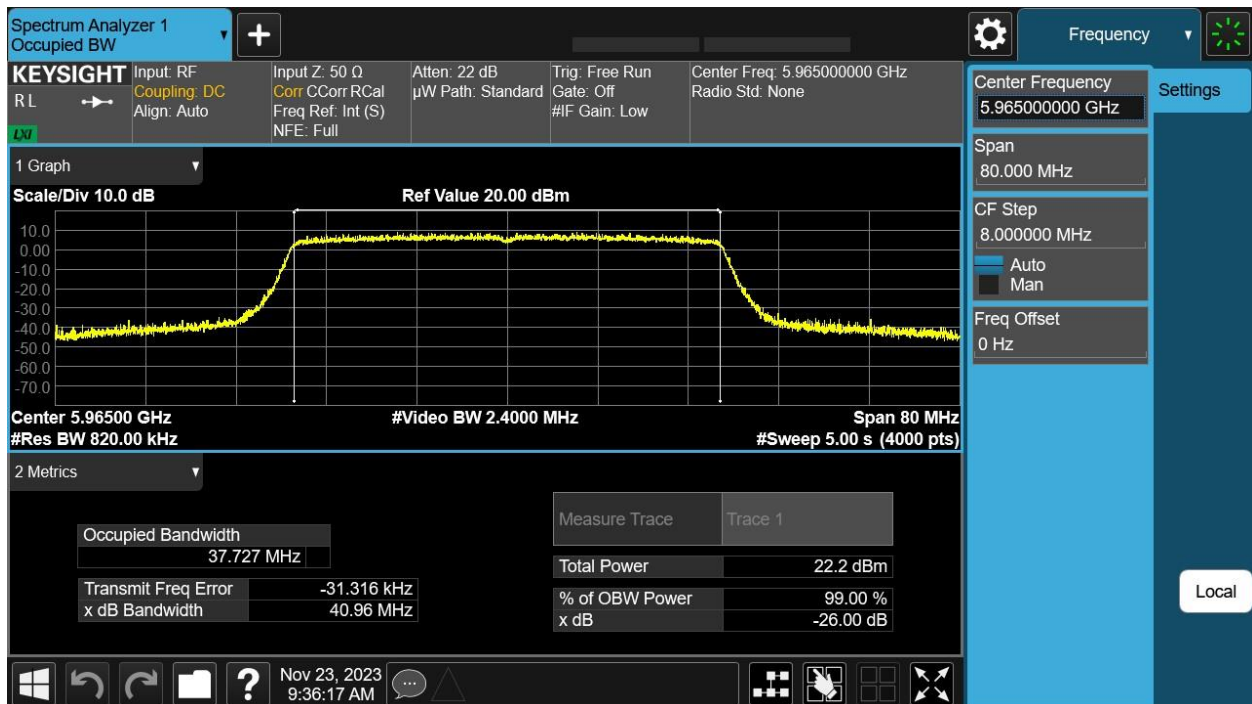 Spectrum Analyzer 1
Occupied BW
+
Frequency
KEYSIGHT
RL
LXI
Input: RF
Coupling: DC
Align: Auto
Input Z: 50 Ω
Corr CCorr RCal
Freq Ref: Int (S)
NFE: Full
Atten: 22 dB
µW Path: Standard
Trig: Free Run
Gate: Off
#IF Gain: Low
Center Freq: 5.965000000 GHz
Radio Std: None
Center Frequency
5.965000000 GHz
Settings
Span
80.000 MHz
CF Step
8.000000 MHz
Auto
Man
Freq Offset
0 Hz
Local
1 Graph
Scale/Div 10.0 dB
Ref Value 20.00 dBm
10.0
0.00
-10.0
-20.0
-30.0
-40.0
-50.0
-60.0
-70.0
Center 5.96500 GHz
#Video BW 2.4000 MHz
Span 80 MHz
#Res BW 820.00 kHz
#Sweep 5.00 s (4000 pts)
2 Metrics
Occupied Bandwidth
37.727 MHz
Transmit Freq Error -31.316 kHz
x dB Bandwidth 40.96 MHz
Measure Trace Trace 1
Total Power 22.2 dBm
% of OBW Power 99.00 %
x dB -26.00 dB
?
Nov 23, 2023
9:36:17 AM